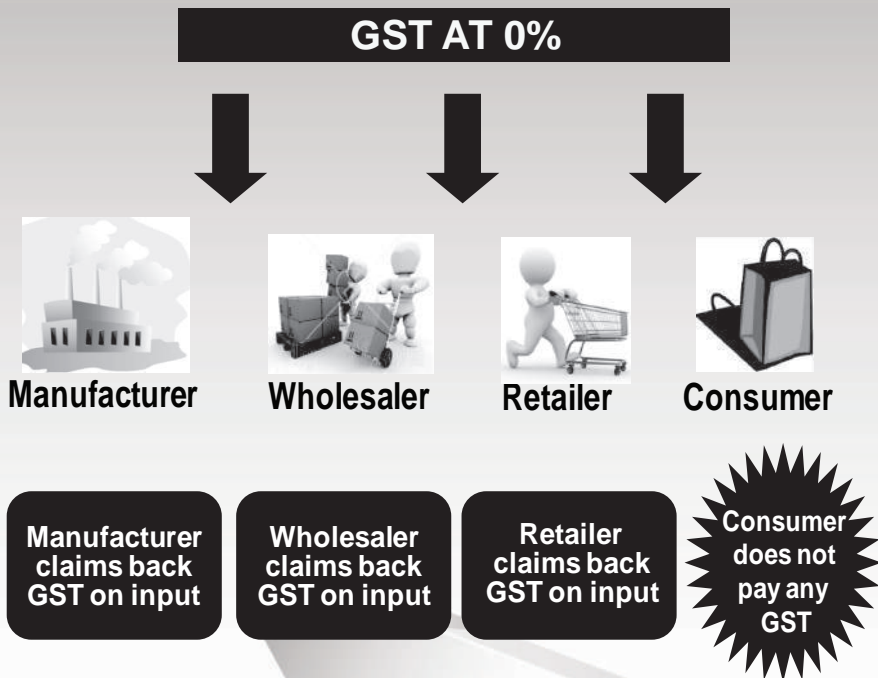 GST AT 0%
Manufacturer
Wholesaler
Retailer
Consumer
Manufacturer
claims back
GST on input
Wholesaler
claims back
GST on input
Retailer
claims back
GST on input
Consumer
does not
pay any
GST